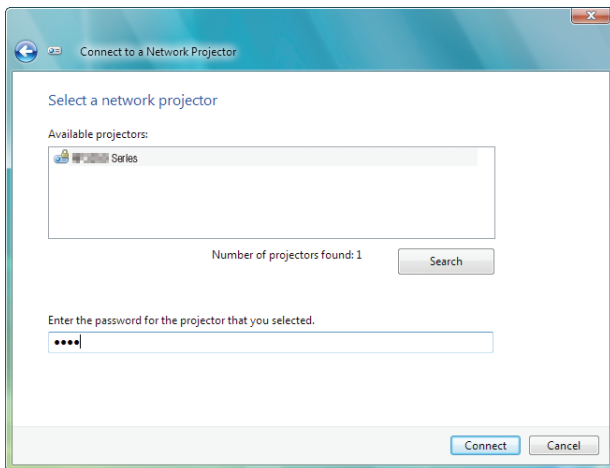 Connect to a Network Projector
Select a network projector
Available projectors:
Series
Number of projectors found: 1
Search
Enter the password for the projector that you selected.
••••
Connect
Cancel